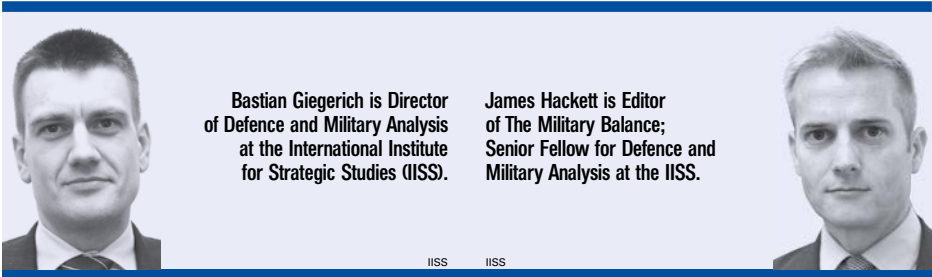 Bastian Giegerich is Director
of Defence and Military Analysis
at the International Institute
for Strategic Studies (IISS).
IISS
James Hackett is Editor
of The Military Balance;
Senior Fellow for Defence and
Military Analysis at the IISS.
IISS